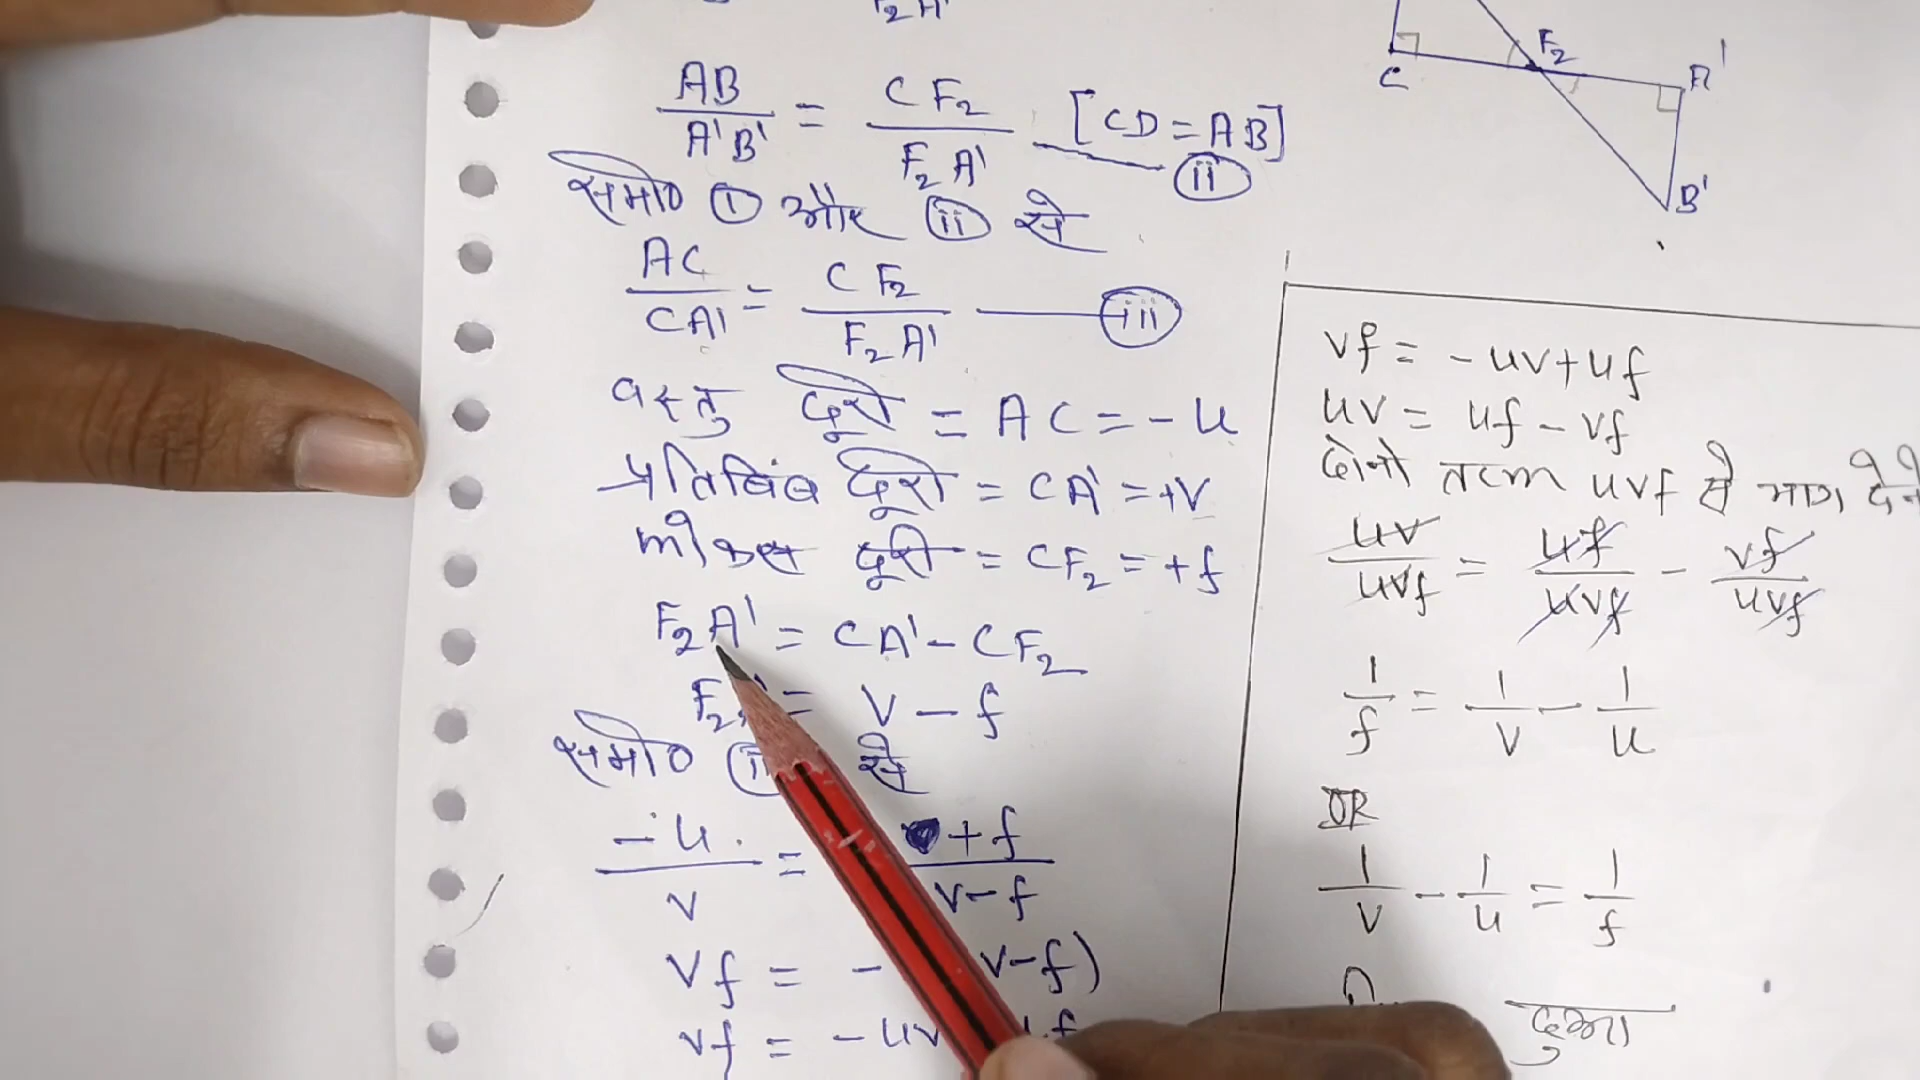 F₂A'
AB/A'B' = CF₂/F₂A' [CD = AB] (ii)
समी० (i) और (ii) से
AC/CA' = CF₂/F₂A' (iii)
वस्तु दूरी = AC = -u
प्रतिबिंब दूरी = CA' = +v
फोकस दूरी = CF₂ = +f
F₂A' = CA' - CF₂
= v - f
समी० से
-u/v = +f/v-f
vf = - v-f)
vf = -uv
C F₂ A'
B'
vf = -uv + uf
uv = uf - vf
दोनो तरफ uvf से भाग देने
uv/uvf = uf/uvf - vf/uvf
1/f = 1/v - 1/u
OR
1/v - 1/u = 1/f